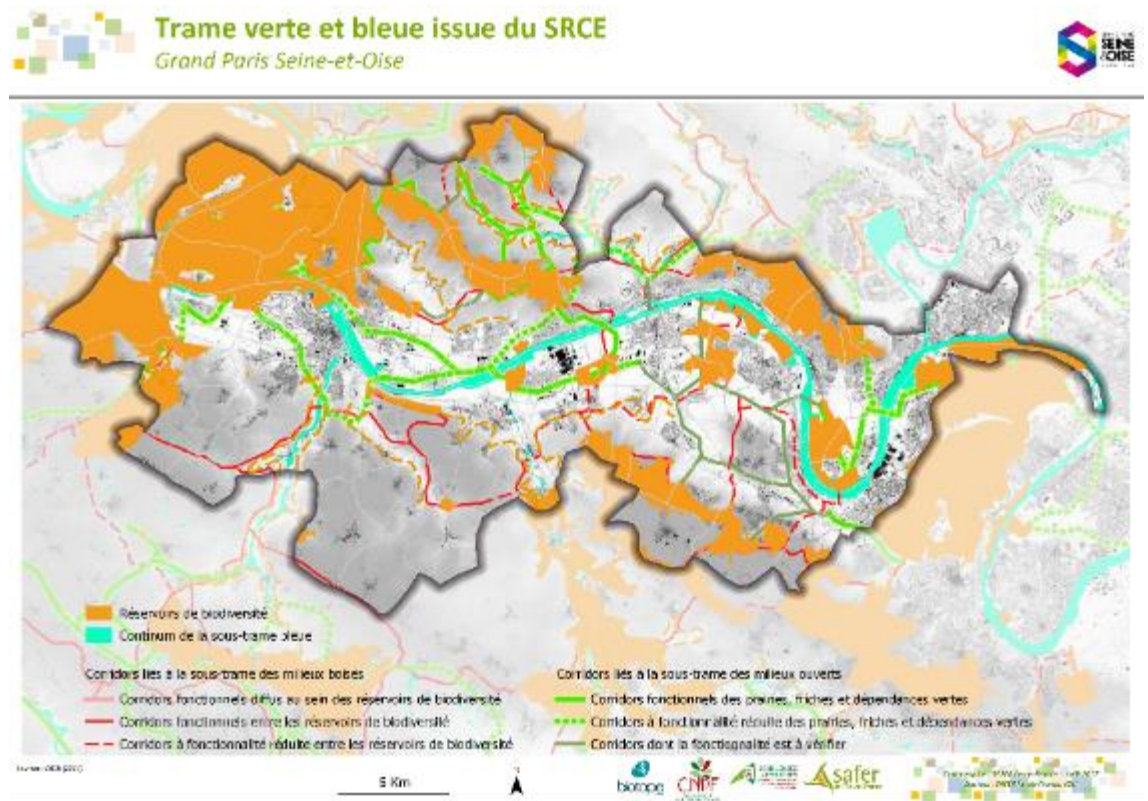 Trame verte et bleue issue du SRCE
Grand Paris Seine-et-Oise
SEINE
&OISE
Réservoirs de biodiversité
Continum de la sous-trame bleue
Corridors liés à la sous-trame des milieux boisés
Corridors fonctionnels diffus au sein des réservoirs de biodiversité
Corridors fonctionnels entre les réservoirs de biodiversité
Corridors à fonctionnalité réduite entre les réservoirs de biodiversité
Corridors liés à la sous-trame des milieux ouverts
Corridors fonctionnels des prairies, friches et dépendances vertes
Corridors à fonctionnalité réduite des prairies, friches et dépendances vertes
Corridors dont la fonctionnalité est à vérifier
5 Km
biotope
CNPF
safer